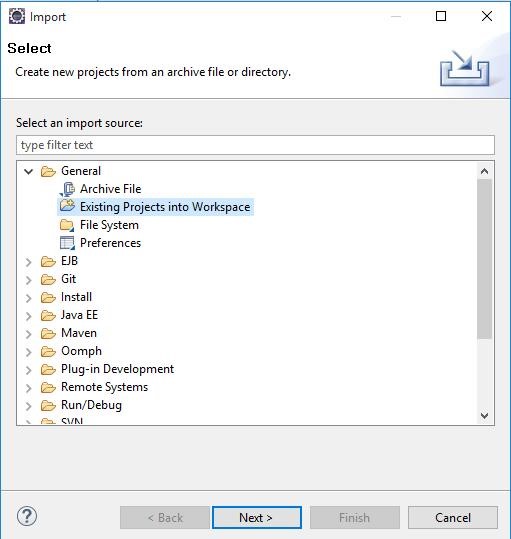 Import
Select
Create new projects from an archive file or directory.
Select an import source:
type filter text
General
Archive File
Existing Projects into Workspace
File System
Preferences
EJB
Git
Install
Java EE
Maven
Oomph
Plug-in Development
Remote Systems
Run/Debug
SVN
?
< Back
Next >
Finish
Cancel